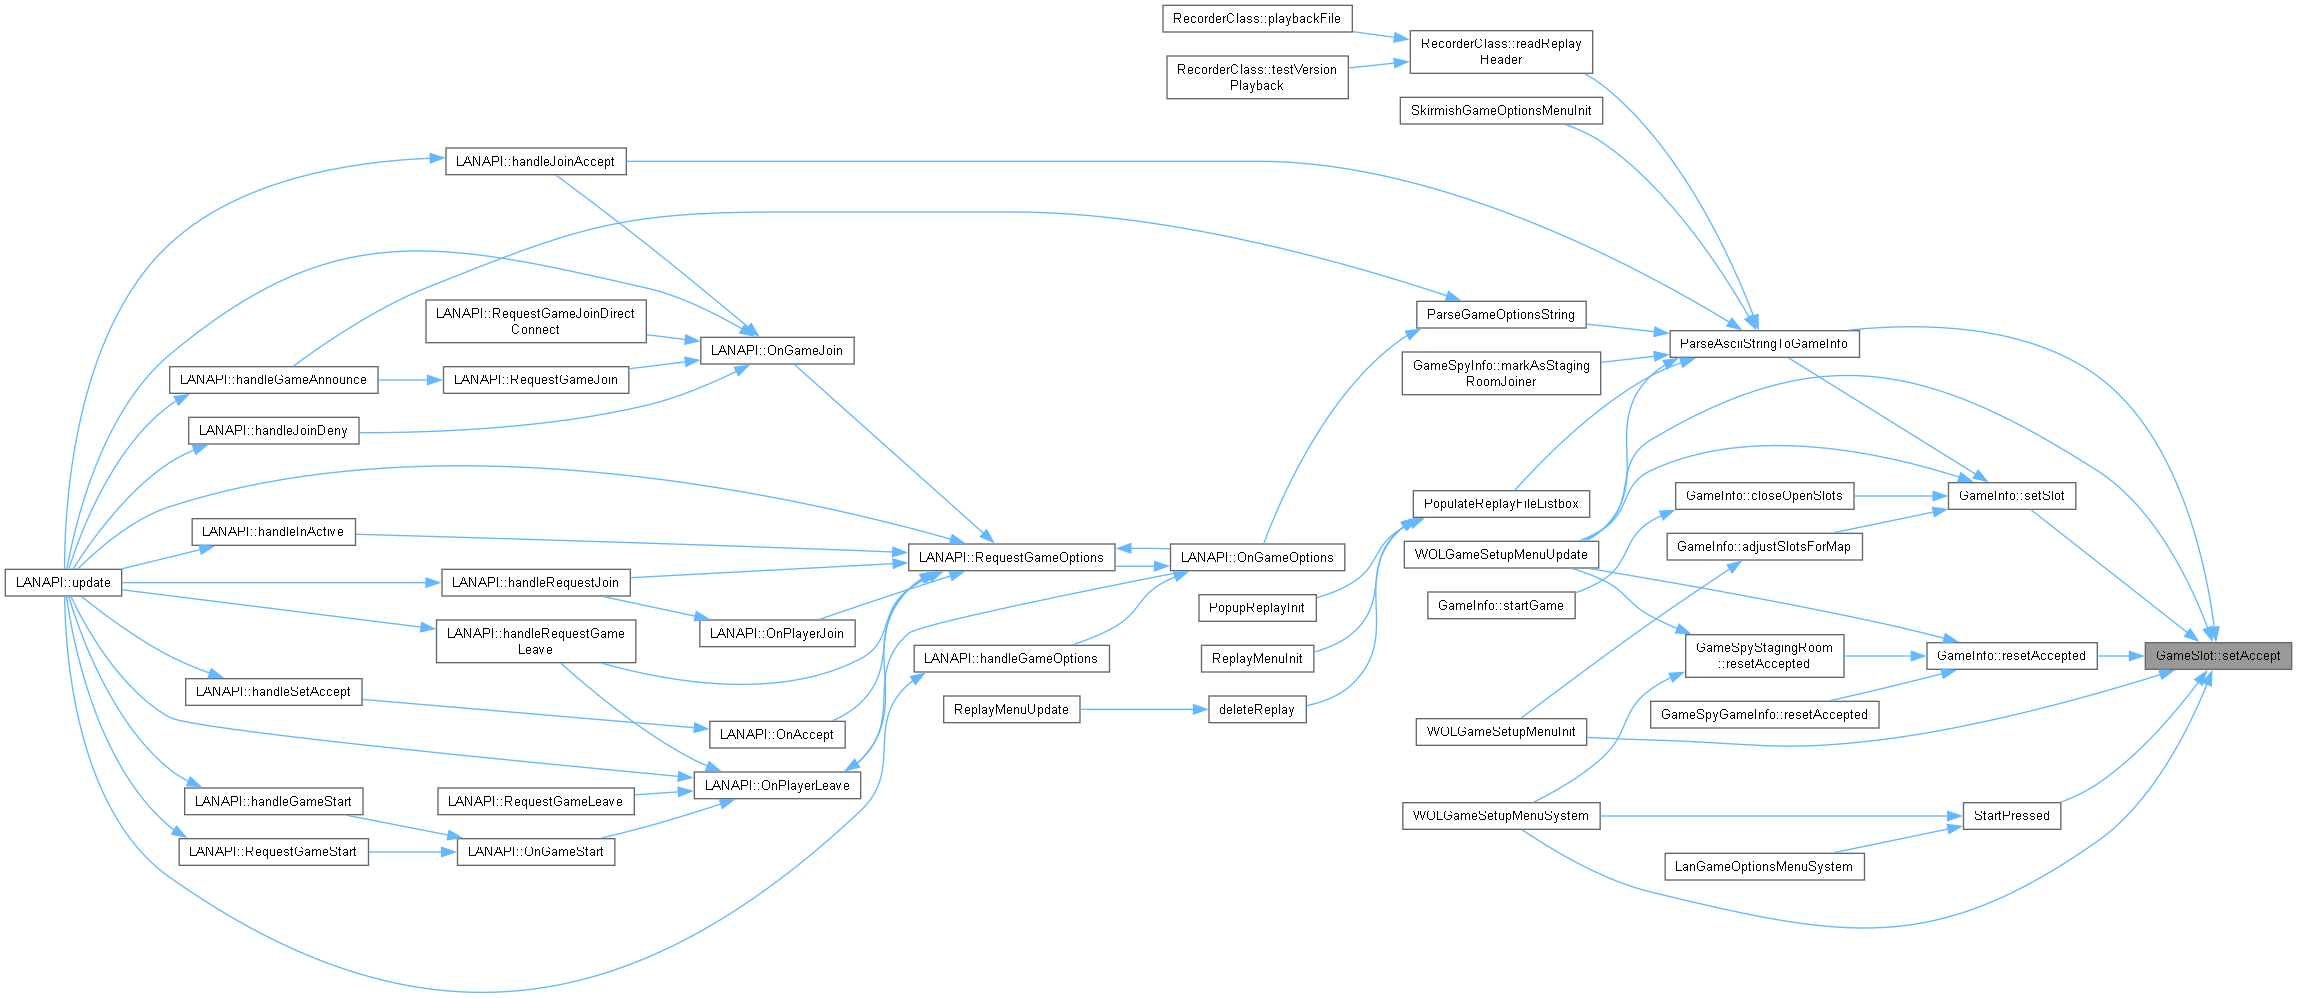 RecorderClass::playbackFile
RecorderClass::readReplay
Header
RecorderClass::testVersion
Playback
SkirmishGameOptionsMenuInit
LANAPI::handleJoinAccept
LANAPI::RequestGameJoinDirect
Connect
ParseGameOptionsString
ParseAsciiStringToGameInfo
LANAPI::OnGameJoin
GameSpyInfo::markAsStaging
RoomJoiner
LANAPI::handleGameAnnounce
LANAPI::RequestGameJoin
LANAPI::handleJoinDeny
PopulateReplayFileListbox
GameInfo::closeOpenSlots
GameInfo::setSlot
LANAPI::handleInActive
LANAPI::RequestGameOptions
LANAPI::OnGameOptions
WOLGameSetupMenuUpdate
GameInfo::adjustSlotsForMap
LANAPI::update
LANAPI::handleRequestJoin
PopupReplayInit
GameInfo::startGame
LANAPI::handleRequestGame
Leave
LANAPI::OnPlayerJoin
LANAPI::handleGameOptions
ReplayMenuInit
GameSpyStagingRoom
::resetAccepted
GameInfo::resetAccepted
GameSlot::setAccept
LANAPI::handleSetAccept
ReplayMenuUpdate
deleteReplay
GameSpyGameInfo::resetAccepted
LANAPI::OnAccept
WOLGameSetupMenuInit
LANAPI::OnPlayerLeave
LANAPI::handleGameStart
LANAPI::RequestGameLeave
WOLGameSetupMenuSystem
StartPressed
LANAPI::RequestGameStart
LANAPI::OnGameStart
LanGameOptionsMenuSystem